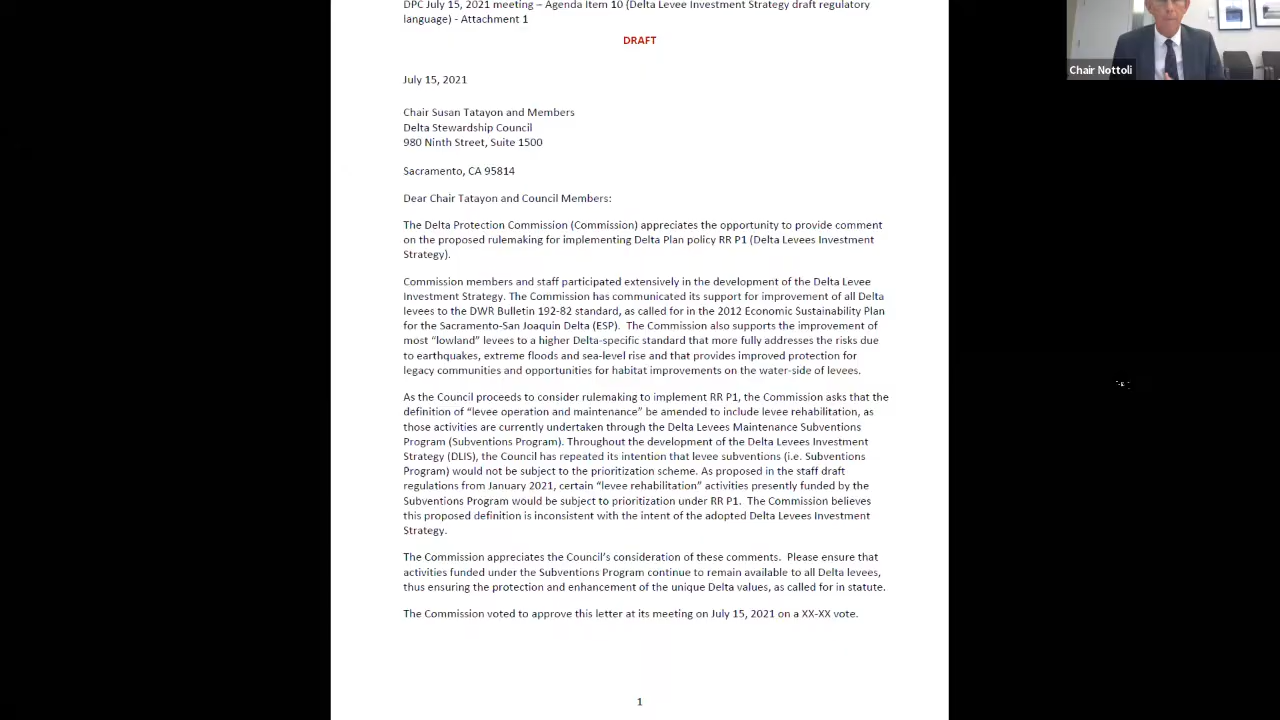 DPC July 15, 2021 meeting – Agenda Item 10 (Delta Levee Investment Strategy draft regulatory
language) - Attachment 1
DRAFT
Chair Nottoli
July 15, 2021
Chair Susan Tatayon and Members
Delta Stewardship Council
980 Ninth Street, Suite 1500
Sacramento, CA 95814
Dear Chair Tatayon and Council Members:
The Delta Protection Commission (Commission) appreciates the opportunity to provide comment
on the proposed rulemaking for implementing Delta Plan policy RR P1 (Delta Levees Investment
Strategy).
Commission members and staff participated extensively in the development of the Delta Levee
Investment Strategy. The Commission has communicated its support for improvement of all Delta
levees to the DWR Bulletin 192-82 standard, as called for in the 2012 Economic Sustainability Plan
for the Sacramento-San Joaquin Delta (ESP).  The Commission also supports the improvement of
most “lowland” levees to a higher Delta-specific standard that more fully addresses the risks due
to earthquakes, extreme floods and sea-level rise and that provides improved protection for
legacy communities and opportunities for habitat improvements on the water-side of levees.
As the Council proceeds to consider rulemaking to implement RR P1, the Commission asks that the
definition of “levee operation and maintenance” be amended to include levee rehabilitation, as
those activities are currently undertaken through the Delta Levees Maintenance Subventions
Program (Subventions Program). Throughout the development of the Delta Levees Investment
Strategy (DLIS), the Council has repeated its intention that levee subventions (i.e. Subventions
Program) would not be subject to the prioritization scheme. As proposed in the staff draft
regulations from January 2021, certain “levee rehabilitation” activities presently funded by the
Subventions Program would be subject to prioritization under RR P1.  The Commission believes
this proposed definition is inconsistent with the intent of the adopted Delta Levees Investment
Strategy.
The Commission appreciates the Council’s consideration of these comments.  Please ensure that
activities funded under the Subventions Program continue to remain available to all Delta levees,
thus ensuring the protection and enhancement of the unique Delta values, as called for in statute.
The Commission voted to approve this letter at its meeting on July 15, 2021 on a XX-XX vote.
1